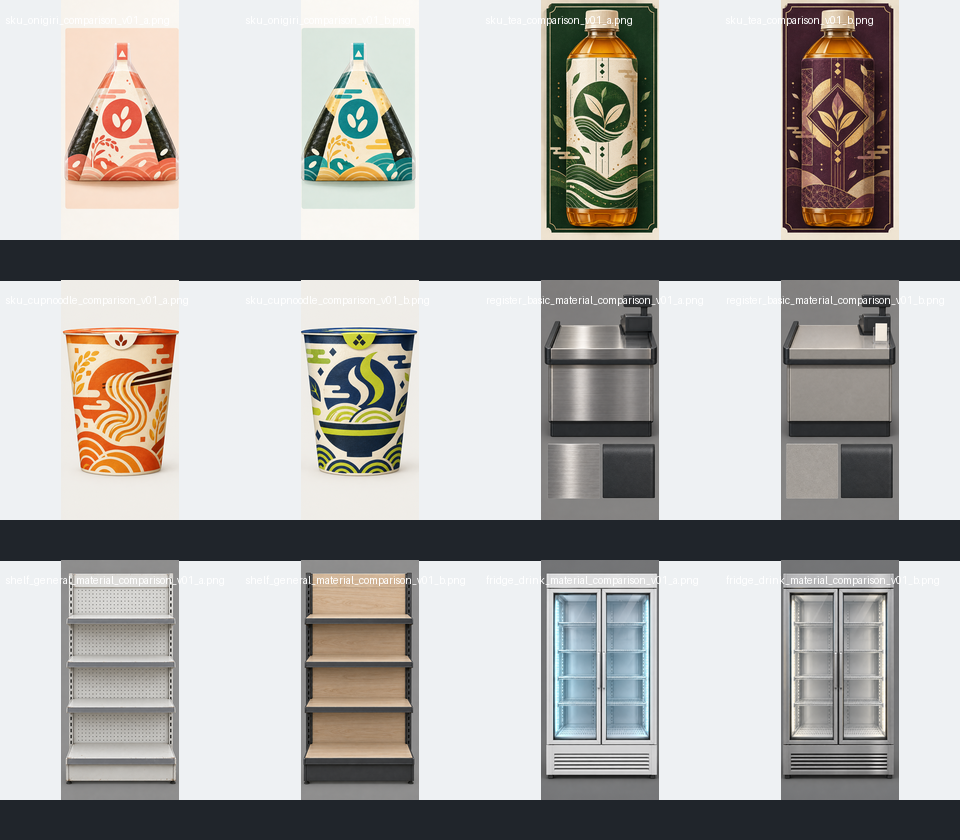 sku_onigiri_comparison_v01_a.png
sku_onigiri_comparison_v01_b.png
sku_tea_comparison_v01_a.png
sku_tea_comparison_v01_b.png
sku_cupnoodle_comparison_v01_a.png
sku_cupnoodle_comparison_v01_b.png
register_basic_material_comparison_v01_a.png
register_basic_material_comparison_v01_b.png
shelf_general_material_comparison_v01_a.png
shelf_general_material_comparison_v01_b.png
fridge_drink_material_comparison_v01_a.png
fridge_drink_material_comparison_v01_b.png